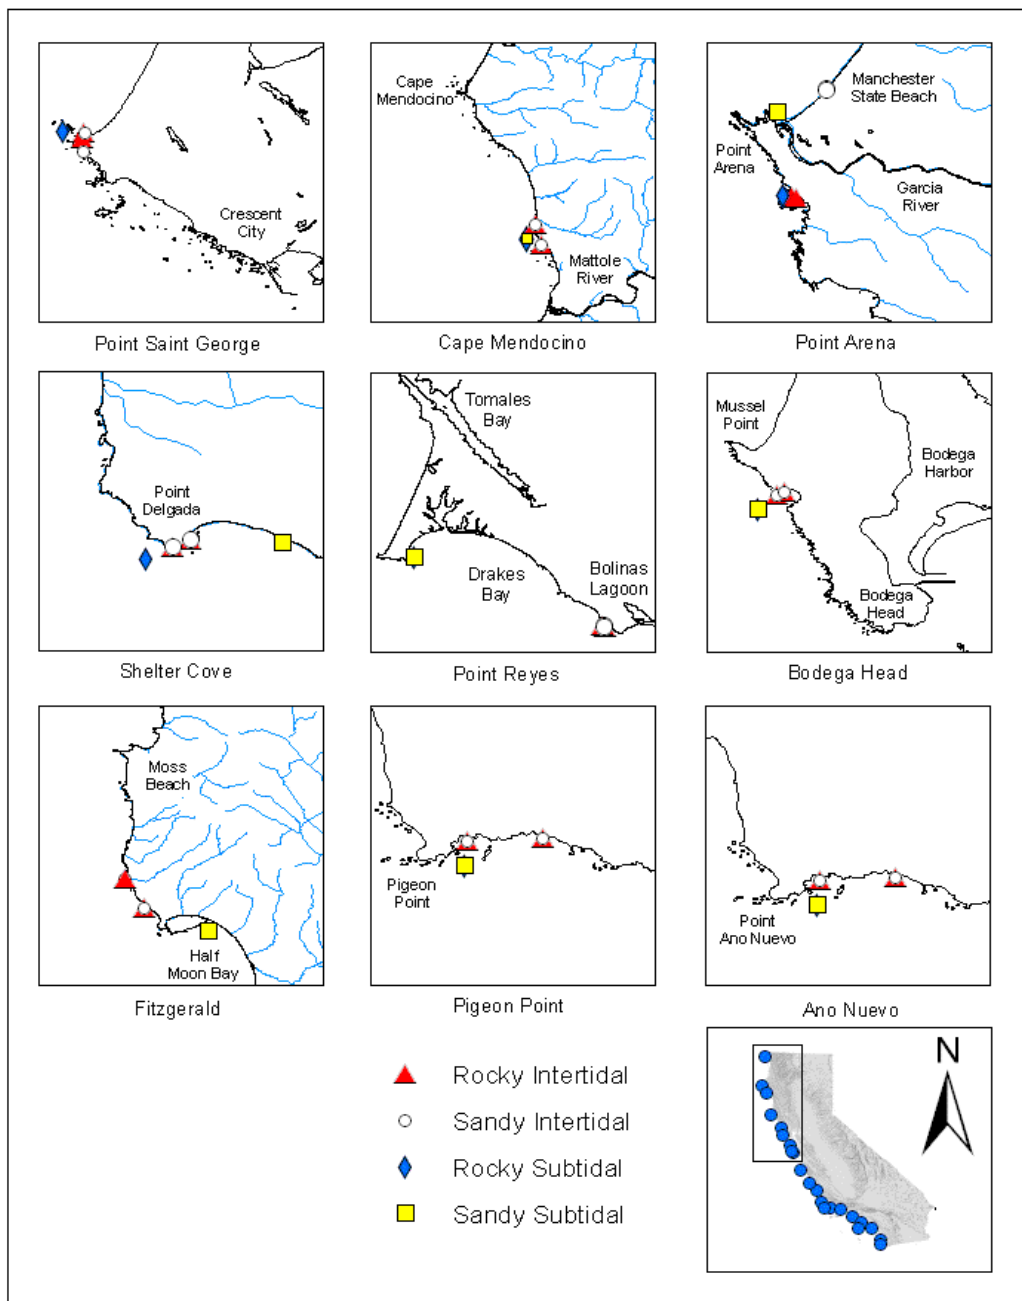 Crescent
City
Point Saint George
Cape
Mendocino
Mattole
River
Cape Mendocino
Manchester
State Beach
Point
Arena
Garcia
River
Point Arena
Point
Delgada
Shelter Cove
Tomales
Bay
Drakes
Bay
Bolinas
Lagoon
Point Reyes
Mussel
Point
Bodega
Harbor
Bodega
Head
Bodega Head
Moss
Beach
Half
Moon Bay
Fitzgerald
Pigeon
Point
Pigeon Point
Point
Ano Nuevo
Ano Nuevo
Rocky Intertidal
Sandy Intertidal
Rocky Subtidal
Sandy Subtidal
N